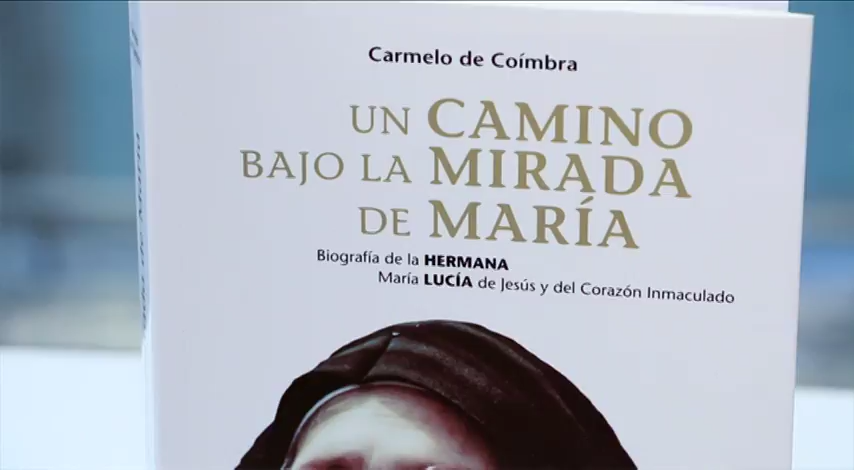 Carmelo de Coímbra
UN CAMINO
BAJO LA MIRADA
DE MARÍA
Biografía de la HERMANA
María LUCÍA de Jesús y del Corazón Inmaculado